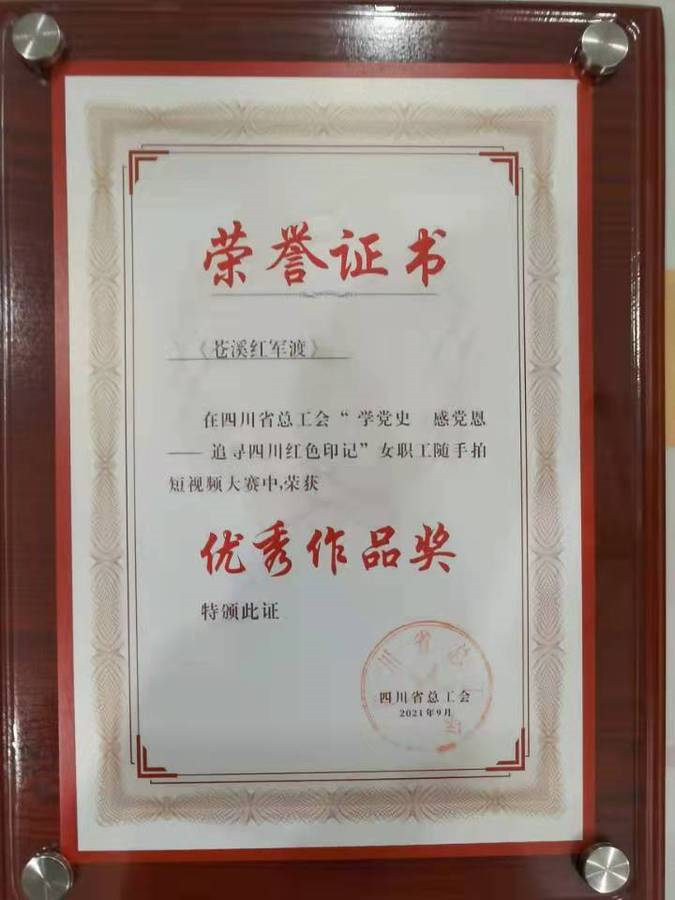 荣誉证书
《苍溪红军渡》
在四川省总工会“学党史 感党恩
——追寻四川红色印记”女职工随手拍
短视频大赛中,荣获
优秀作品奖
特颁此证
川省总
四川省总工会
2021年9月